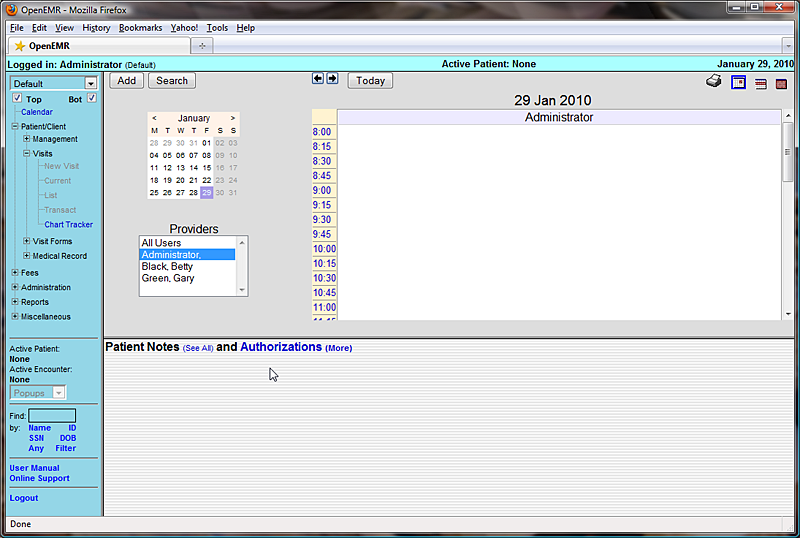 OpenEMR - Mozilla Firefox
File Edit View History Bookmarks Yahoo! Tools Help
OpenEMR
Logged in: Administrator (Default)
Active Patient: None
January 29, 2010
Default
Top Bot
Calendar
Patient/Client
Management
Visits
New Visit
Current
List
Transact
Chart Tracker
Visit Forms
Medical Record
Fees
Administration
Reports
Miscellaneous
Active Patient:
None
Active Encounter:
None
Popups
Find:
by: Name ID
SSN DOB
Any Filter
User Manual
Online Support
Logout
Add Search
< January >
M T W T F S S
28 29 30 31 01 02 03
04 05 06 07 08 09 10
11 12 13 14 15 16 17
18 19 20 21 22 23 24
25 26 27 28 29 30 31
Providers
All Users
Administrator,
Black, Betty
Green, Gary
Today
29 Jan 2010
Administrator
8:00
8:15
8:30
8:45
9:00
9:15
9:30
9:45
10:00
10:15
10:30
10:45
11:00
11:15
Patient Notes (See All) and Authorizations (More)
Done